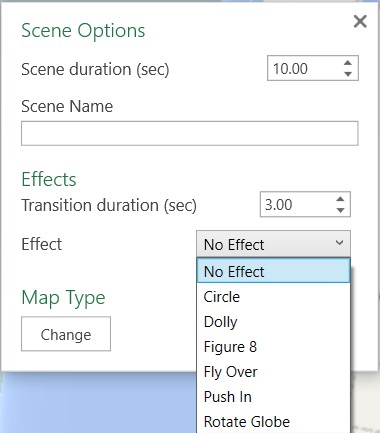 Scene Options
Scene duration (sec) 10.00
Scene Name
Effects
Transition duration (sec) 3.00
Effect No Effect
No Effect
Circle
Dolly
Map Type
Change
Figure 8
Fly Over
Push In
Rotate Globe